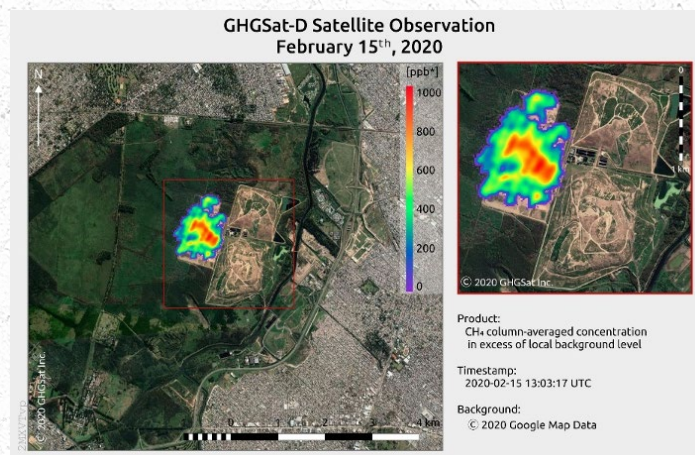 GHGSat-D Satellite Observation
February 15th, 2020
N
[ppb*]
1000
800
600
400
200
0
© 2020 GHGSat Inc.
0 1 2 3 4 km
0
1 km
© 2020 GHGSat Inc.
Product:
CH₄ column-averaged concentration
in excess of local background level
Timestamp:
2020-02-15 13:03:17 UTC
Background:
© 2020 Google Map Data